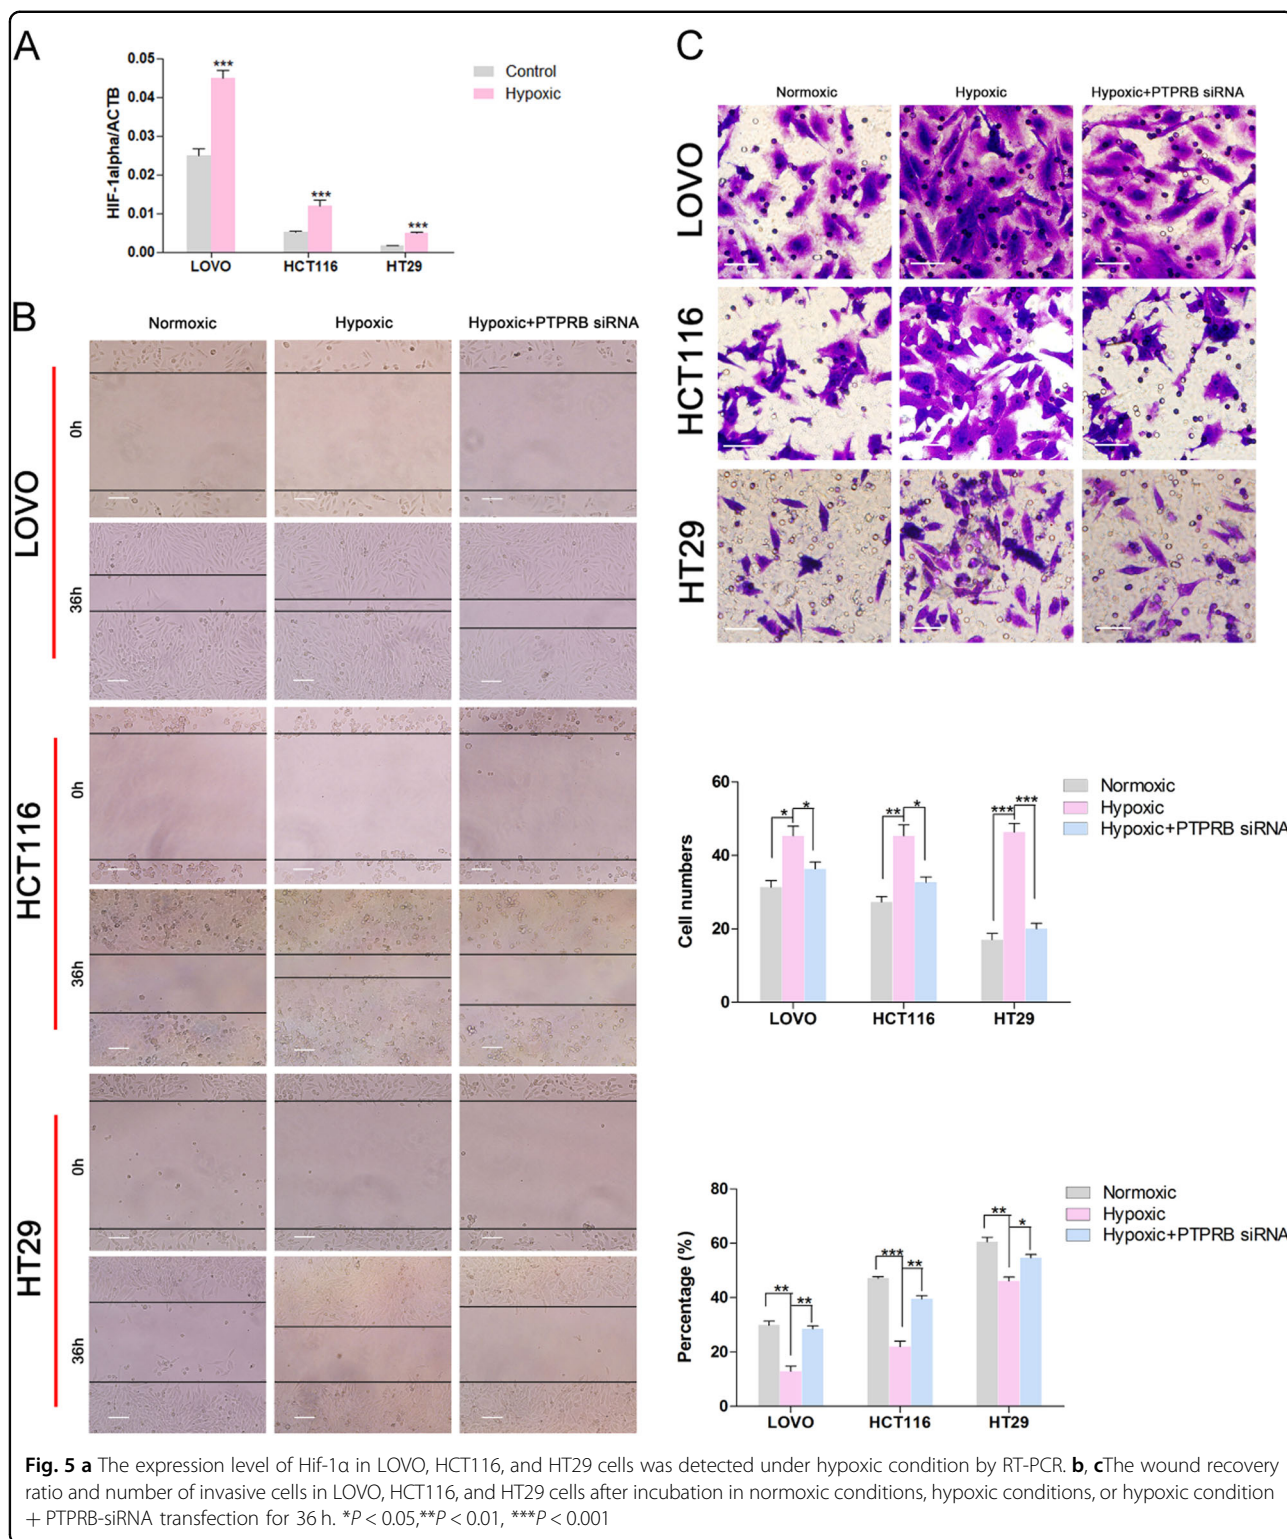 A
0.05
0.04
0.03
0.02
0.01
0.00
HIF-1alpha/ACTB
***
***
***
LOVO
HCT116
HT29
Control
Hypoxic
B
Normoxic
Hypoxic
Hypoxic+PTPRB siRNA
LOVO
0h
36h
HCT116
0h
36h
HT29
0h
36h
C
Normoxic
Hypoxic
Hypoxic+PTPRB siRNA
LOVO
HCT116
HT29
60
40
20
0
Cell numbers
* *
** *
*** ***
LOVO
HCT116
HT29
Normoxic
Hypoxic
Hypoxic+PTPRB siRNA
80
60
40
20
0
Percentage (%)
** **
*** **
** *
LOVO
HCT116
HT29
Normoxic
Hypoxic
Hypoxic+PTPRB siRNA
Fig. 5 a The expression level of Hif-1α in LOVO, HCT116, and HT29 cells was detected under hypoxic condition by RT-PCR. b, cThe wound recovery
ratio and number of invasive cells in LOVO, HCT116, and HT29 cells after incubation in normoxic conditions, hypoxic conditions, or hypoxic condition
+ PTPRB-siRNA transfection for 36 h. *P < 0.05,**P < 0.01, ***P < 0.001